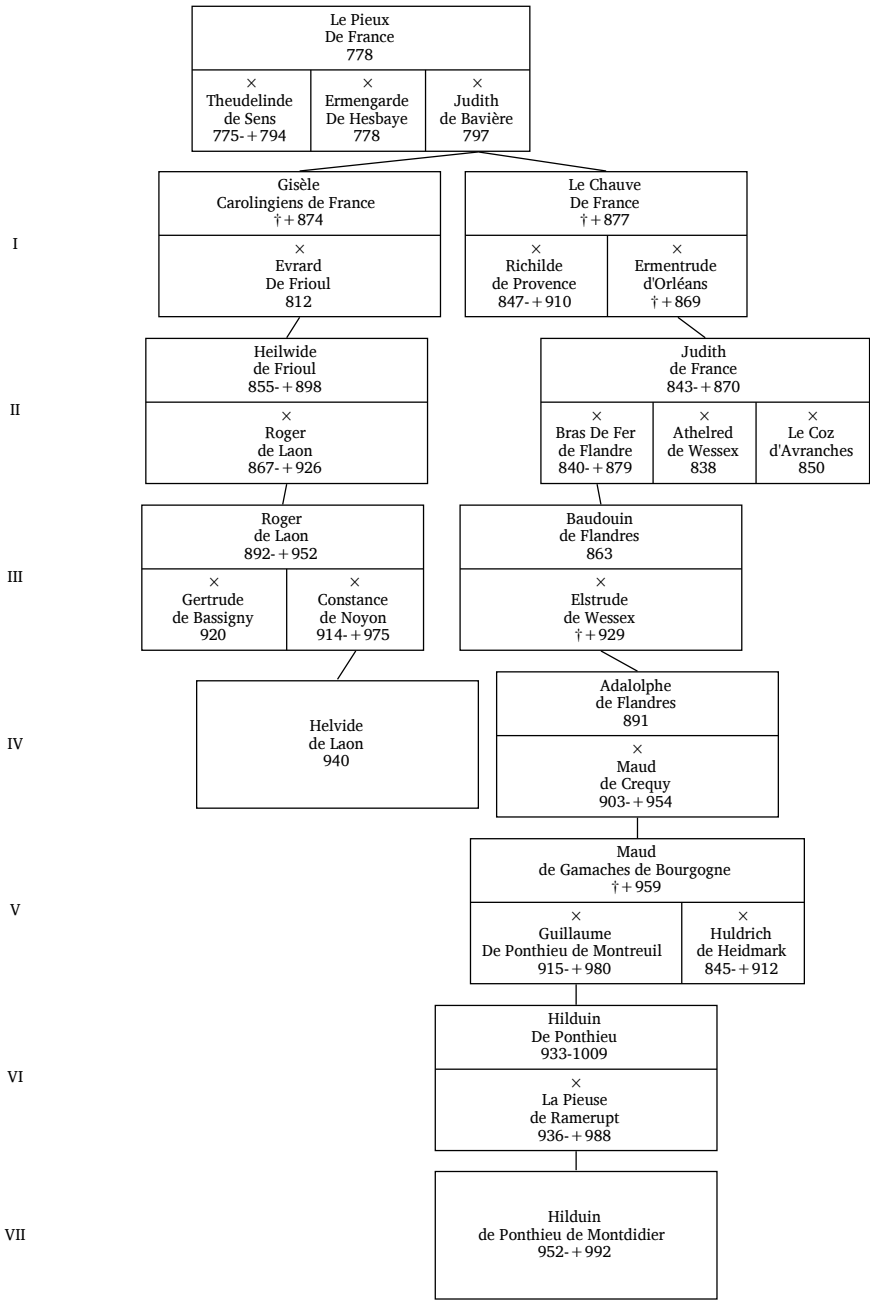 Le Pieux
De France
778
×
Theudelinde
de Sens
775-+794
×
Ermengarde
De Hesbaye
778
×
Judith
de Bavière
797
I
Gisèle
Carolingiens de France
†+874
×
Evrard
De Frioul
812
Le Chauve
De France
†+877
×
Richilde
de Provence
847-+910
×
Ermentrude
d'Orléans
†+869
II
Heilwide
de Frioul
855-+898
×
Roger
de Laon
867-+926
Judith
de France
843-+870
×
Bras De Fer
de Flandre
840-+879
×
Athelred
de Wessex
838
×
Le Coz
d'Avranches
850
III
Roger
de Laon
892-+952
×
Gertrude
de Bassigny
920
×
Constance
de Noyon
914-+975
Baudouin
de Flandres
863
×
Elstrude
de Wessex
†+929
IV
Helvide
de Laon
940
Adalolphe
de Flandres
891
×
Maud
de Crequy
903-+954
V
Maud
de Gamaches de Bourgogne
†+959
×
Guillaume
De Ponthieu de Montreuil
915-+980
×
Huldrich
de Heidmark
845-+912
VI
Hilduin
De Ponthieu
933-1009
×
La Pieuse
de Ramerupt
936-+988
VII
Hilduin
de Ponthieu de Montdidier
952-+992